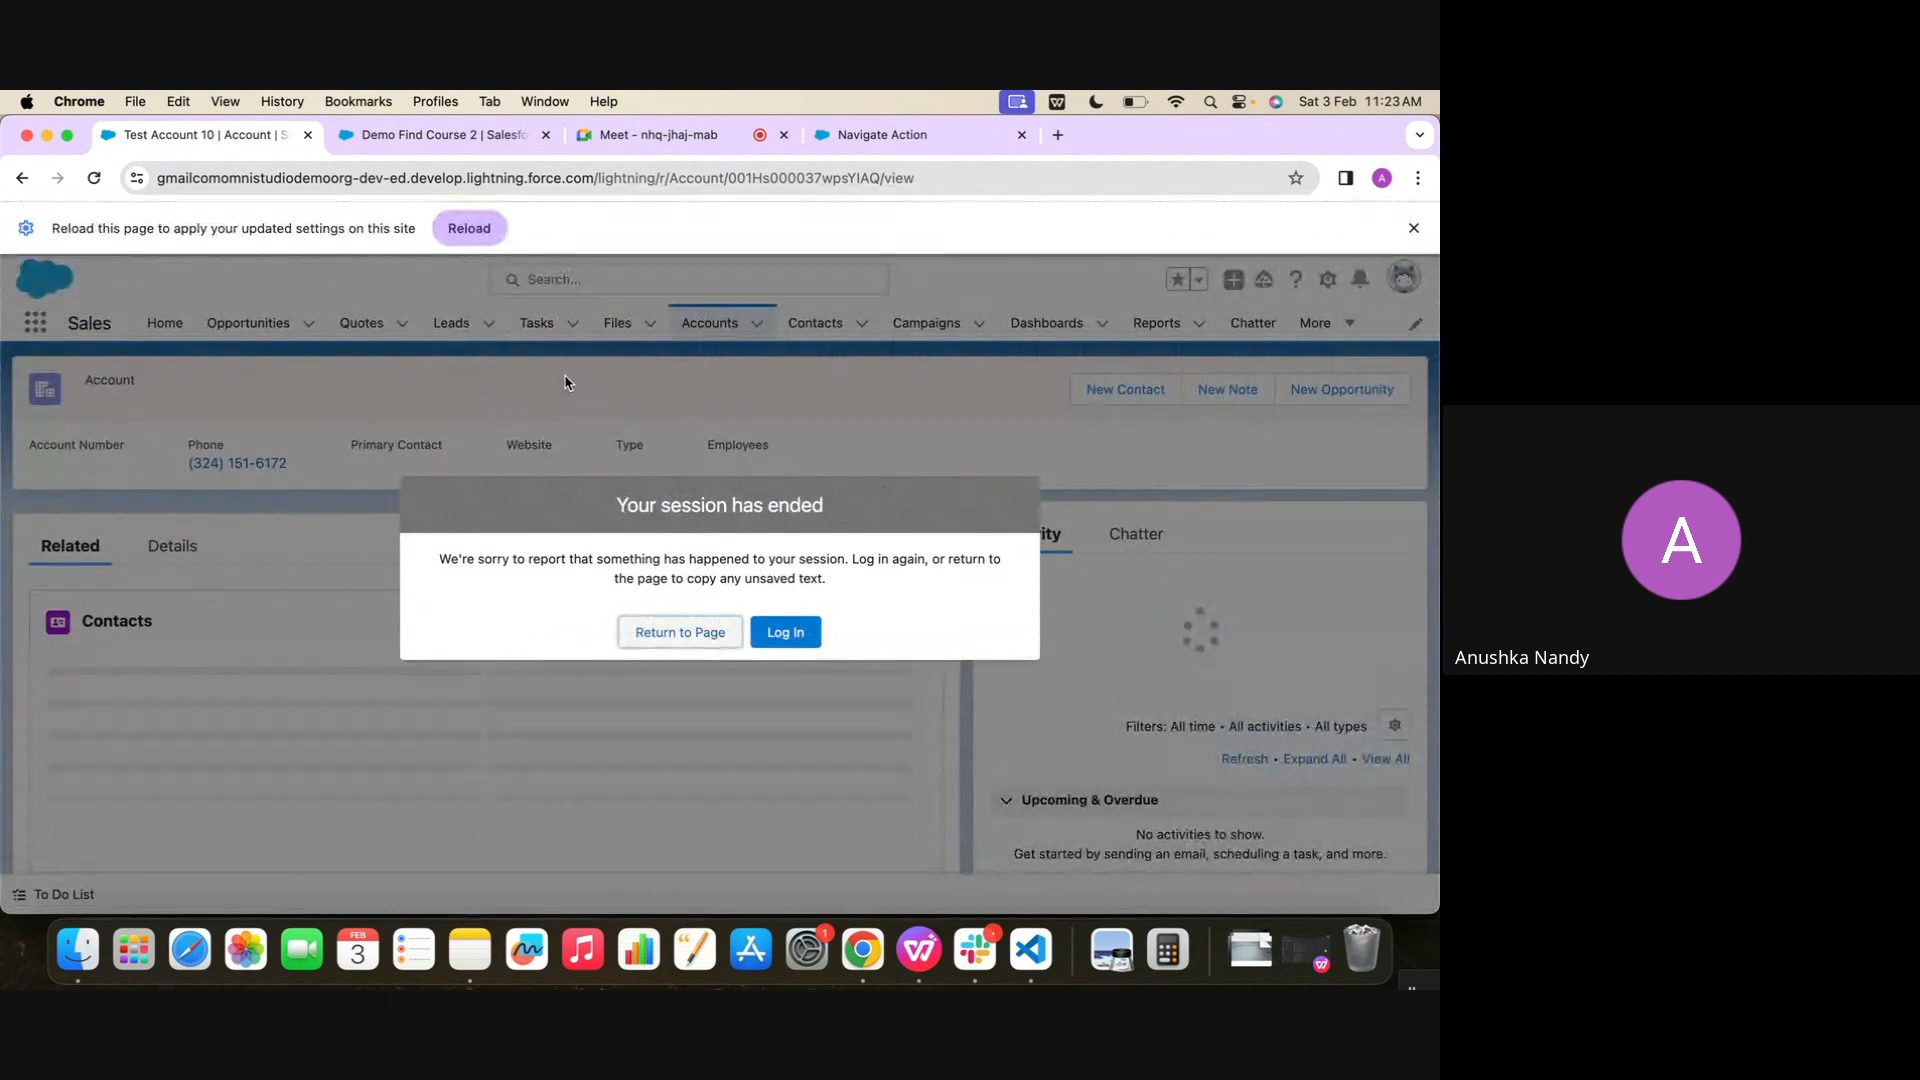 Chrome File Edit View History Bookmarks Profiles Tab Window Help Sat 3 Feb 11:23 AM
Test Account 10 | Account | S Demo Find Course 2 | Salesfo Meet - nhq-jhaj-mab Navigate Action
gmailcomomnistudiodemoorg-dev-ed.develop.lightning.force.com/lightning/r/Account/001Hs000037wpsYIAQ/view A
Reload this page to apply your updated settings on this site Reload
Search...
Sales Home Opportunities Quotes Leads Tasks Files Accounts Contacts Campaigns Dashboards Reports Chatter More
Account
New Contact New Note New Opportunity
Account Number Phone Primary Contact Website Type Employees
(324) 151-6172
Your session has ended
We're sorry to report that something has happened to your session. Log in again, or return to
the page to copy any unsaved text.
Return to Page Log In
Related Details
ity Chatter
Contacts
Filters: All time • All activities • All types
Refresh • Expand All • View All
Upcoming & Overdue
No activities to show.
Get started by sending an email, scheduling a task, and more.
To Do List
FEB
3
1
A
Anushka Nandy